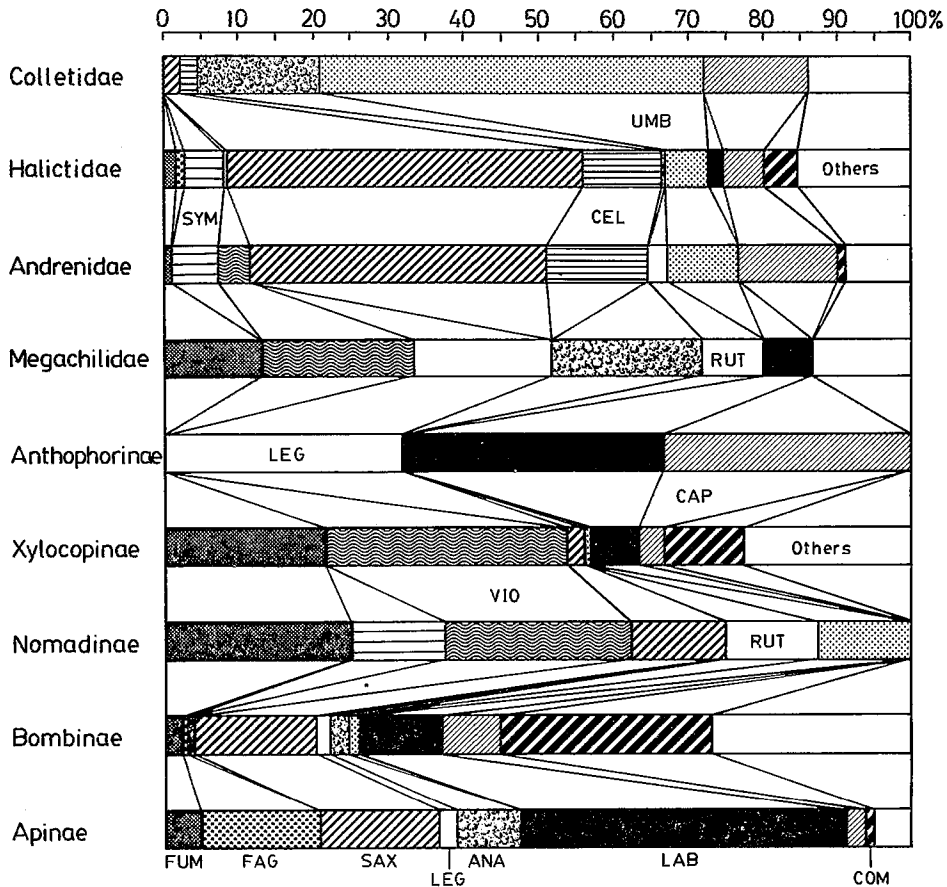 0 10 20 30 40 50 60 70 80 90 100%
Colletidae
UMB
Halictidae
Others
SYM
CEL
Andrenidae
Megachilidae
RUT
Anthophorinae
LEG
CAP
Xylocopinae
Others
VIO
Nomadinae
RUT
Bombinae
Apinae
FUM FAG SAX ANA LAB
LEG COM